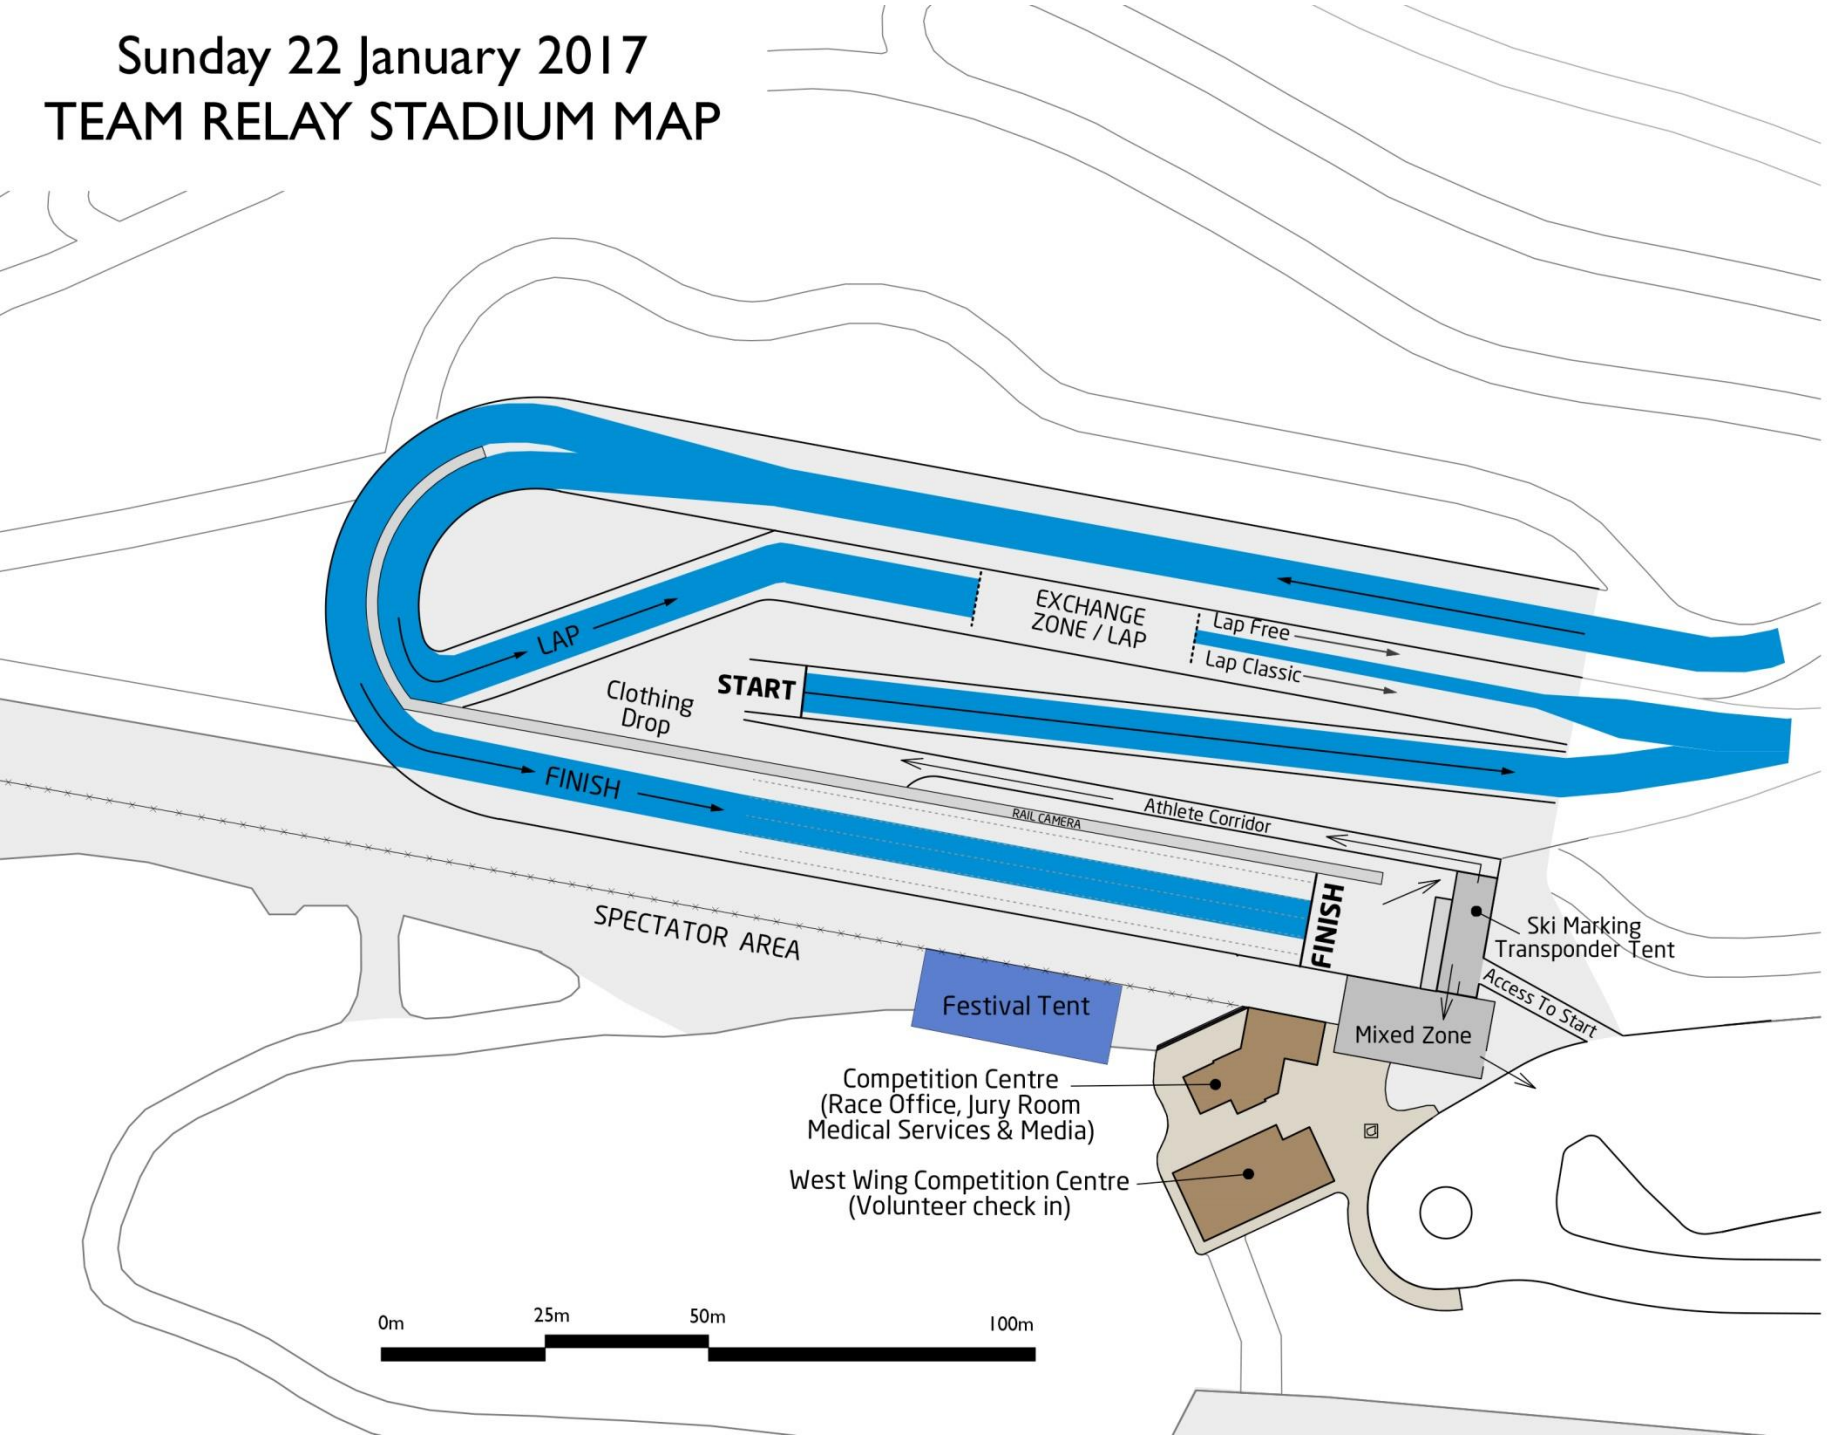 Sunday 22 January 2017
TEAM RELAY STADIUM MAP
EXCHANGE
ZONE / LAP
Lap Free
Lap Classic
LAP
START
Clothing
Drop
FINISH
RAIL CAMERA
Athlete Corridor
FINISH
SPECTATOR AREA
Ski Marking
Transponder Tent
Access To Start
Festival Tent
Mixed Zone
Competition Centre
(Race Office, Jury Room
Medical Services & Media)
West Wing Competition Centre
(Volunteer check in)
0m
25m
50m
100m